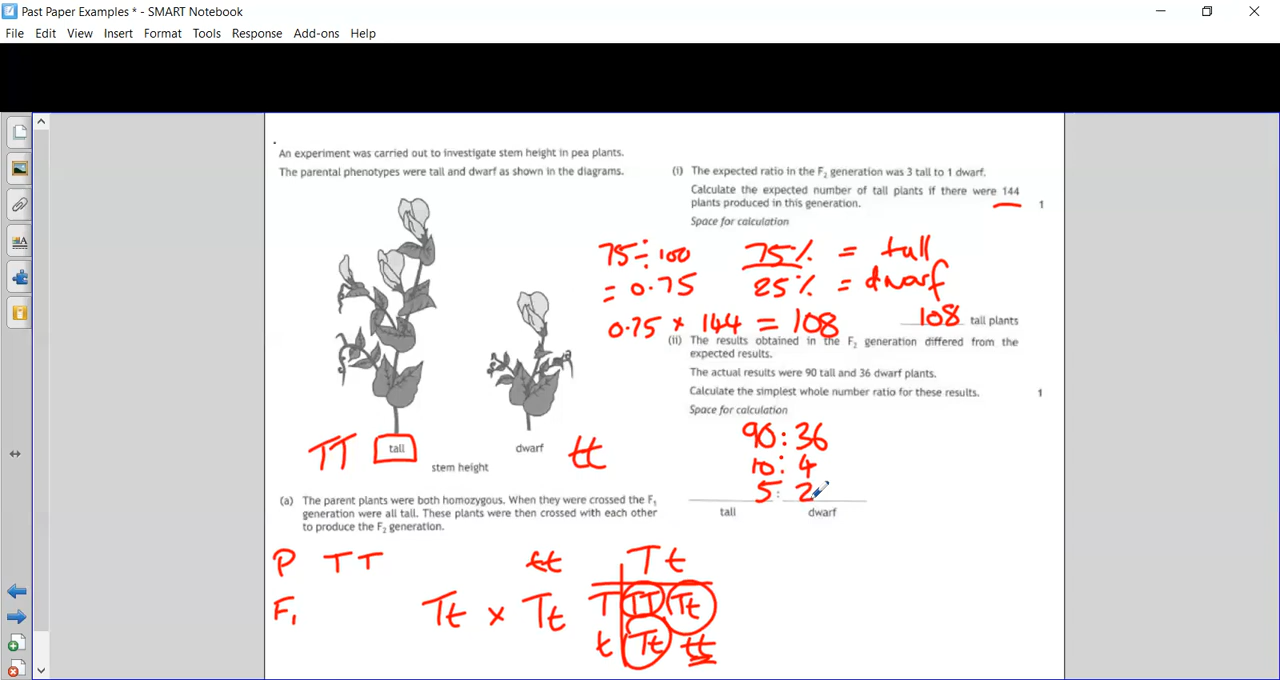 Past Paper Examples * - SMART Notebook
File Edit View Insert Format Tools Response Add-ons Help
An experiment was carried out to investigate stem height in pea plants.
The parental phenotypes were tall and dwarf as shown in the diagrams.
TT tall dwarf tt
stem height
(a) The parent plants were both homozygous. When they were crossed the F1
generation were all tall. These plants were then crossed with each other
to produce the F2 generation.
P TT tt
F1 Tt × Tt
T t
T TT Tt
t Tt tt
(i) The expected ratio in the F2 generation was 3 tall to 1 dwarf.
Calculate the expected number of tall plants if there were 144
plants produced in this generation. 1
Space for calculation
75 ÷ 100 75% = tall
= 0.75 25% = dwarf
0.75 × 144 = 108 108 tall plants
(ii) The results obtained in the F2 generation differed from the
expected results.
The actual results were 90 tall and 36 dwarf plants.
Calculate the simplest whole number ratio for these results. 1
Space for calculation
90 : 36
10 : 4
5 : 2
tall dwarf